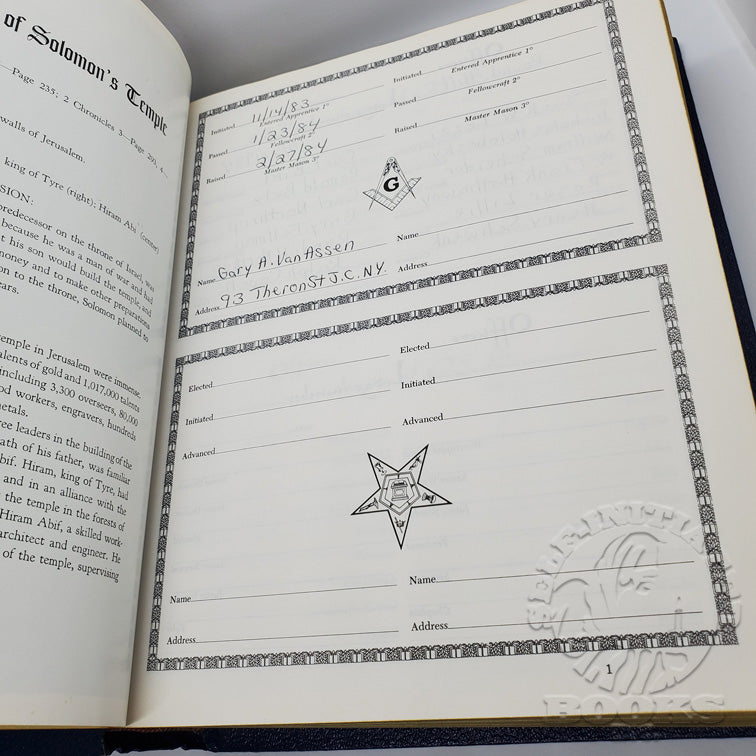 of Solomon's Temple
Page 235; 2 Chronicles 3—Page 293, 4
walls of Jerusalem.
king of Tyre (right); Hiram Abif (center)
SION:
predecessor on the throne of Israel, was
because he was a man of war and had
t his son would build the temple, and
money and to make other preparations
on to the throne, Solomon planned to
ears.
temple in Jerusalem were immense.
alents of gold and 1,017,000 talents
including 3,300 overseers, 80,000
od workers, engravers, hundreds
metals.
ree leaders in the building of the
ath of his father, was familiar
bif. Hiram, king of Tyre, had
and in an alliance with the
the temple in the forests of
Hiram Abif, a skilled work-
architect and engineer. He
of the temple, supervising
Initiated 11/14/83
Entered Apprentice 1°
Passed 1/23/84
Fellowcraft 2°
Raised 2/27/84
Master Mason 3°
Initiated
Entered Apprentice 1°
Passed
Fellowcraft 2°
Raised
Master Mason 3°
G
Name Gary A. VanAssen
Address 93 Theron St J.C. N.Y.
Name
Address
Elected
Initiated
Advanced
Elected
Initiated
Advanced
Name
Address
Name
Address
1
BOOKS